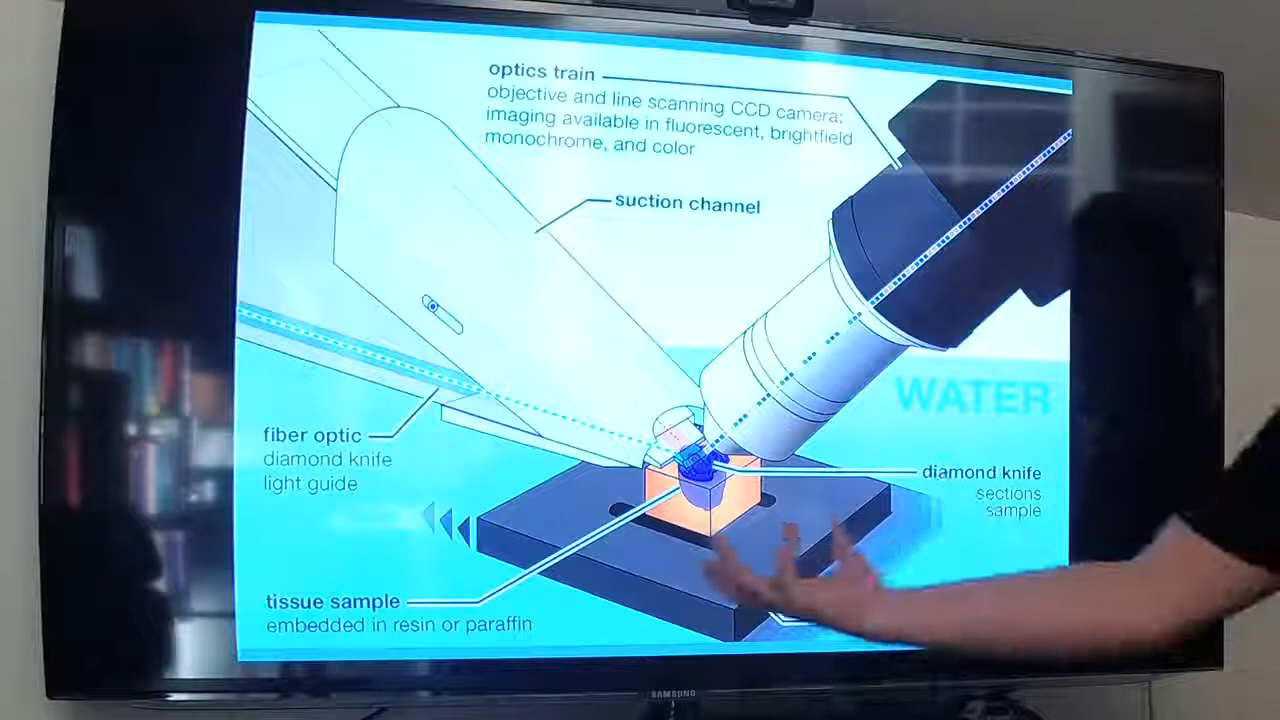 optics train
objective and line scanning CCD camera;
imaging available in fluorescent, brightfield
monochrome, and color
suction channel
WATER
fiber optic
diamond knife
light guide
diamond knife
sections
sample
tissue sample
embedded in resin or paraffin
SAMSUNG